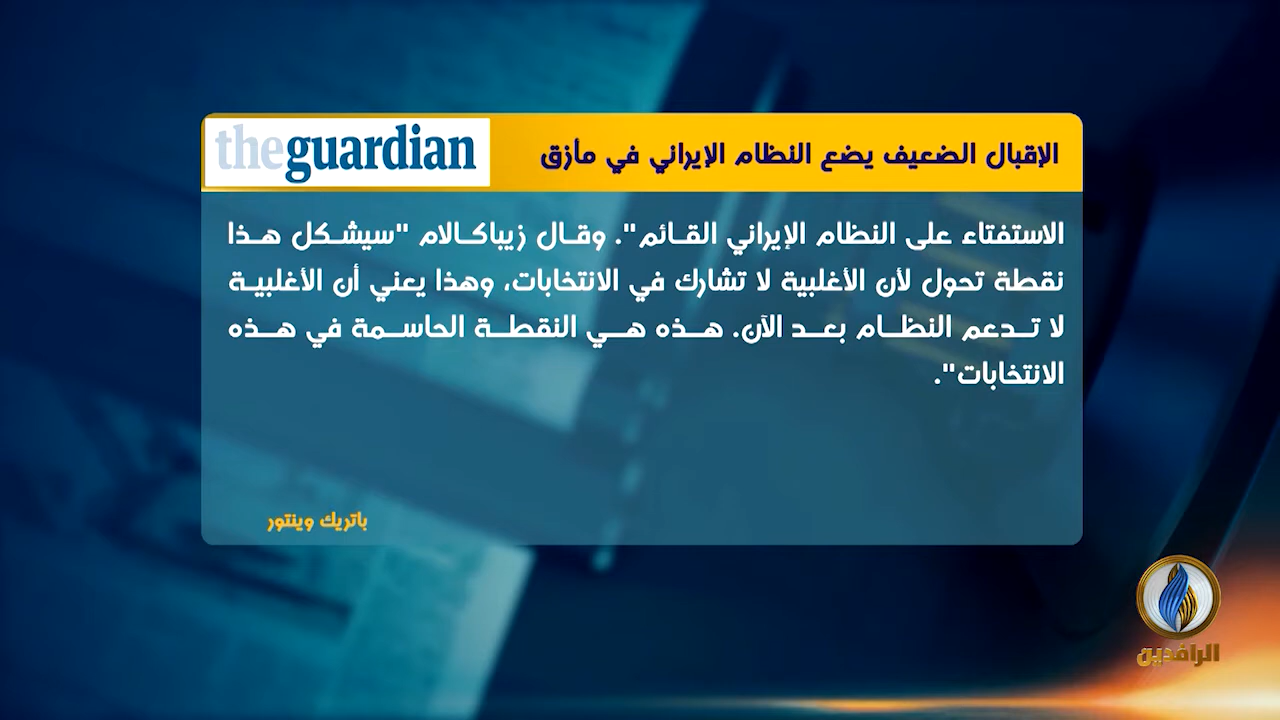 theguardian
الإقبال الضعيف يضع النظام الإيراني في مأزق
الاستفتاء على النظام الإيراني القائم". وقال زيباكلام "سيشكل هذا
نقطة تحول لأن الأغلبية لا تشارك في الانتخابات، وهذا يعني أن الأغلبية
لا تدعم النظام بعد الآن. هذه هي النقطة الحاسمة في هذه
الانتخابات".
باتريك وينتور
الرافدين